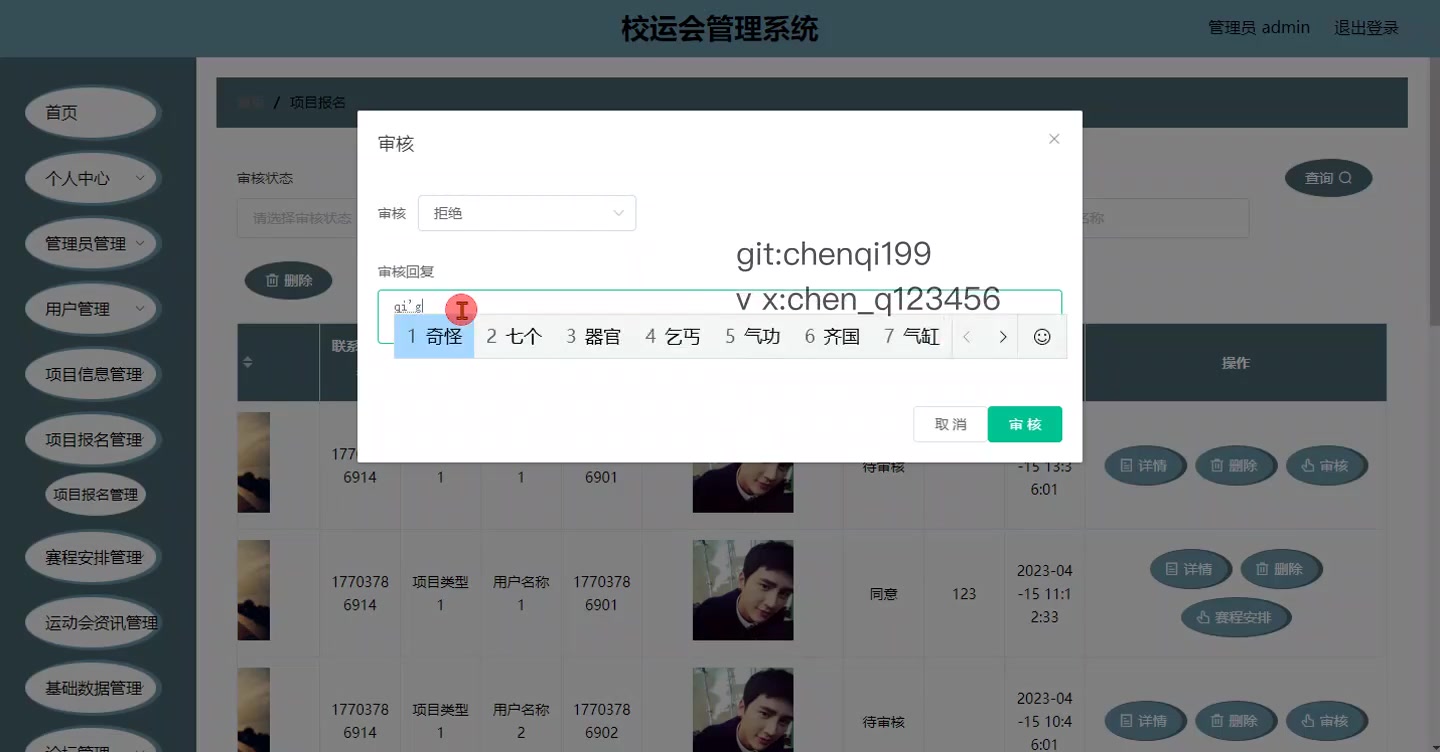 校运会管理系统
管理员 admin
退出登录
首页
个人中心
管理员管理
用户管理
项目信息管理
项目报名管理
项目报名管理
赛程安排管理
运动会资讯管理
基础数据管理
论坛管理
/ 项目报名
审核状态
请选择审核状态
名称
查询
删除
审核
审核
拒绝
审核回复
qi'g
1 奇怪 2 七个 3 器官 4 乞丐 5 气功 6 齐国 7 气缸
取消
审核
git:chenqi199
v x:chen_q123456
联系
操作
177
6914
1
1
6901
待审核
-15 13:3
6:01
详情
删除
审核
1770378
6914
项目类型
1
用户名称
1
1770378
6901
同意
123
2023-04
-15 11:1
2:33
详情
删除
赛程安排
1770378
6914
项目类型
1
用户名称
2
1770378
6902
待审核
2023-04
-15 10:4
6:01
详情
删除
审核